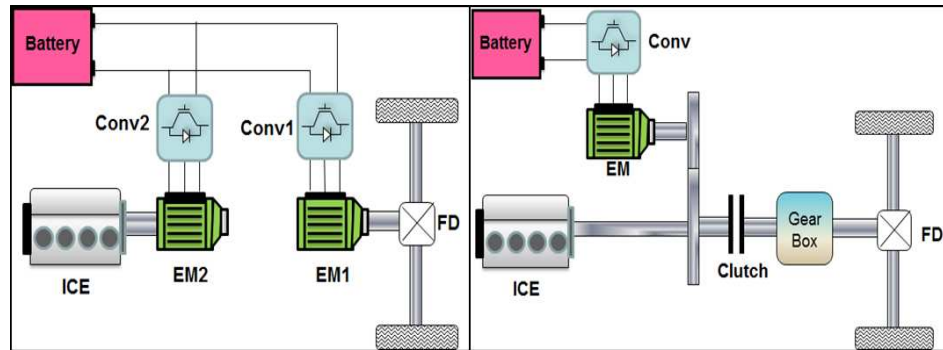 Battery
Conv2
Conv1
ICE
EM2
EM1
FD
Battery
Conv
EM
ICE
Clutch
Gear
Box
FD